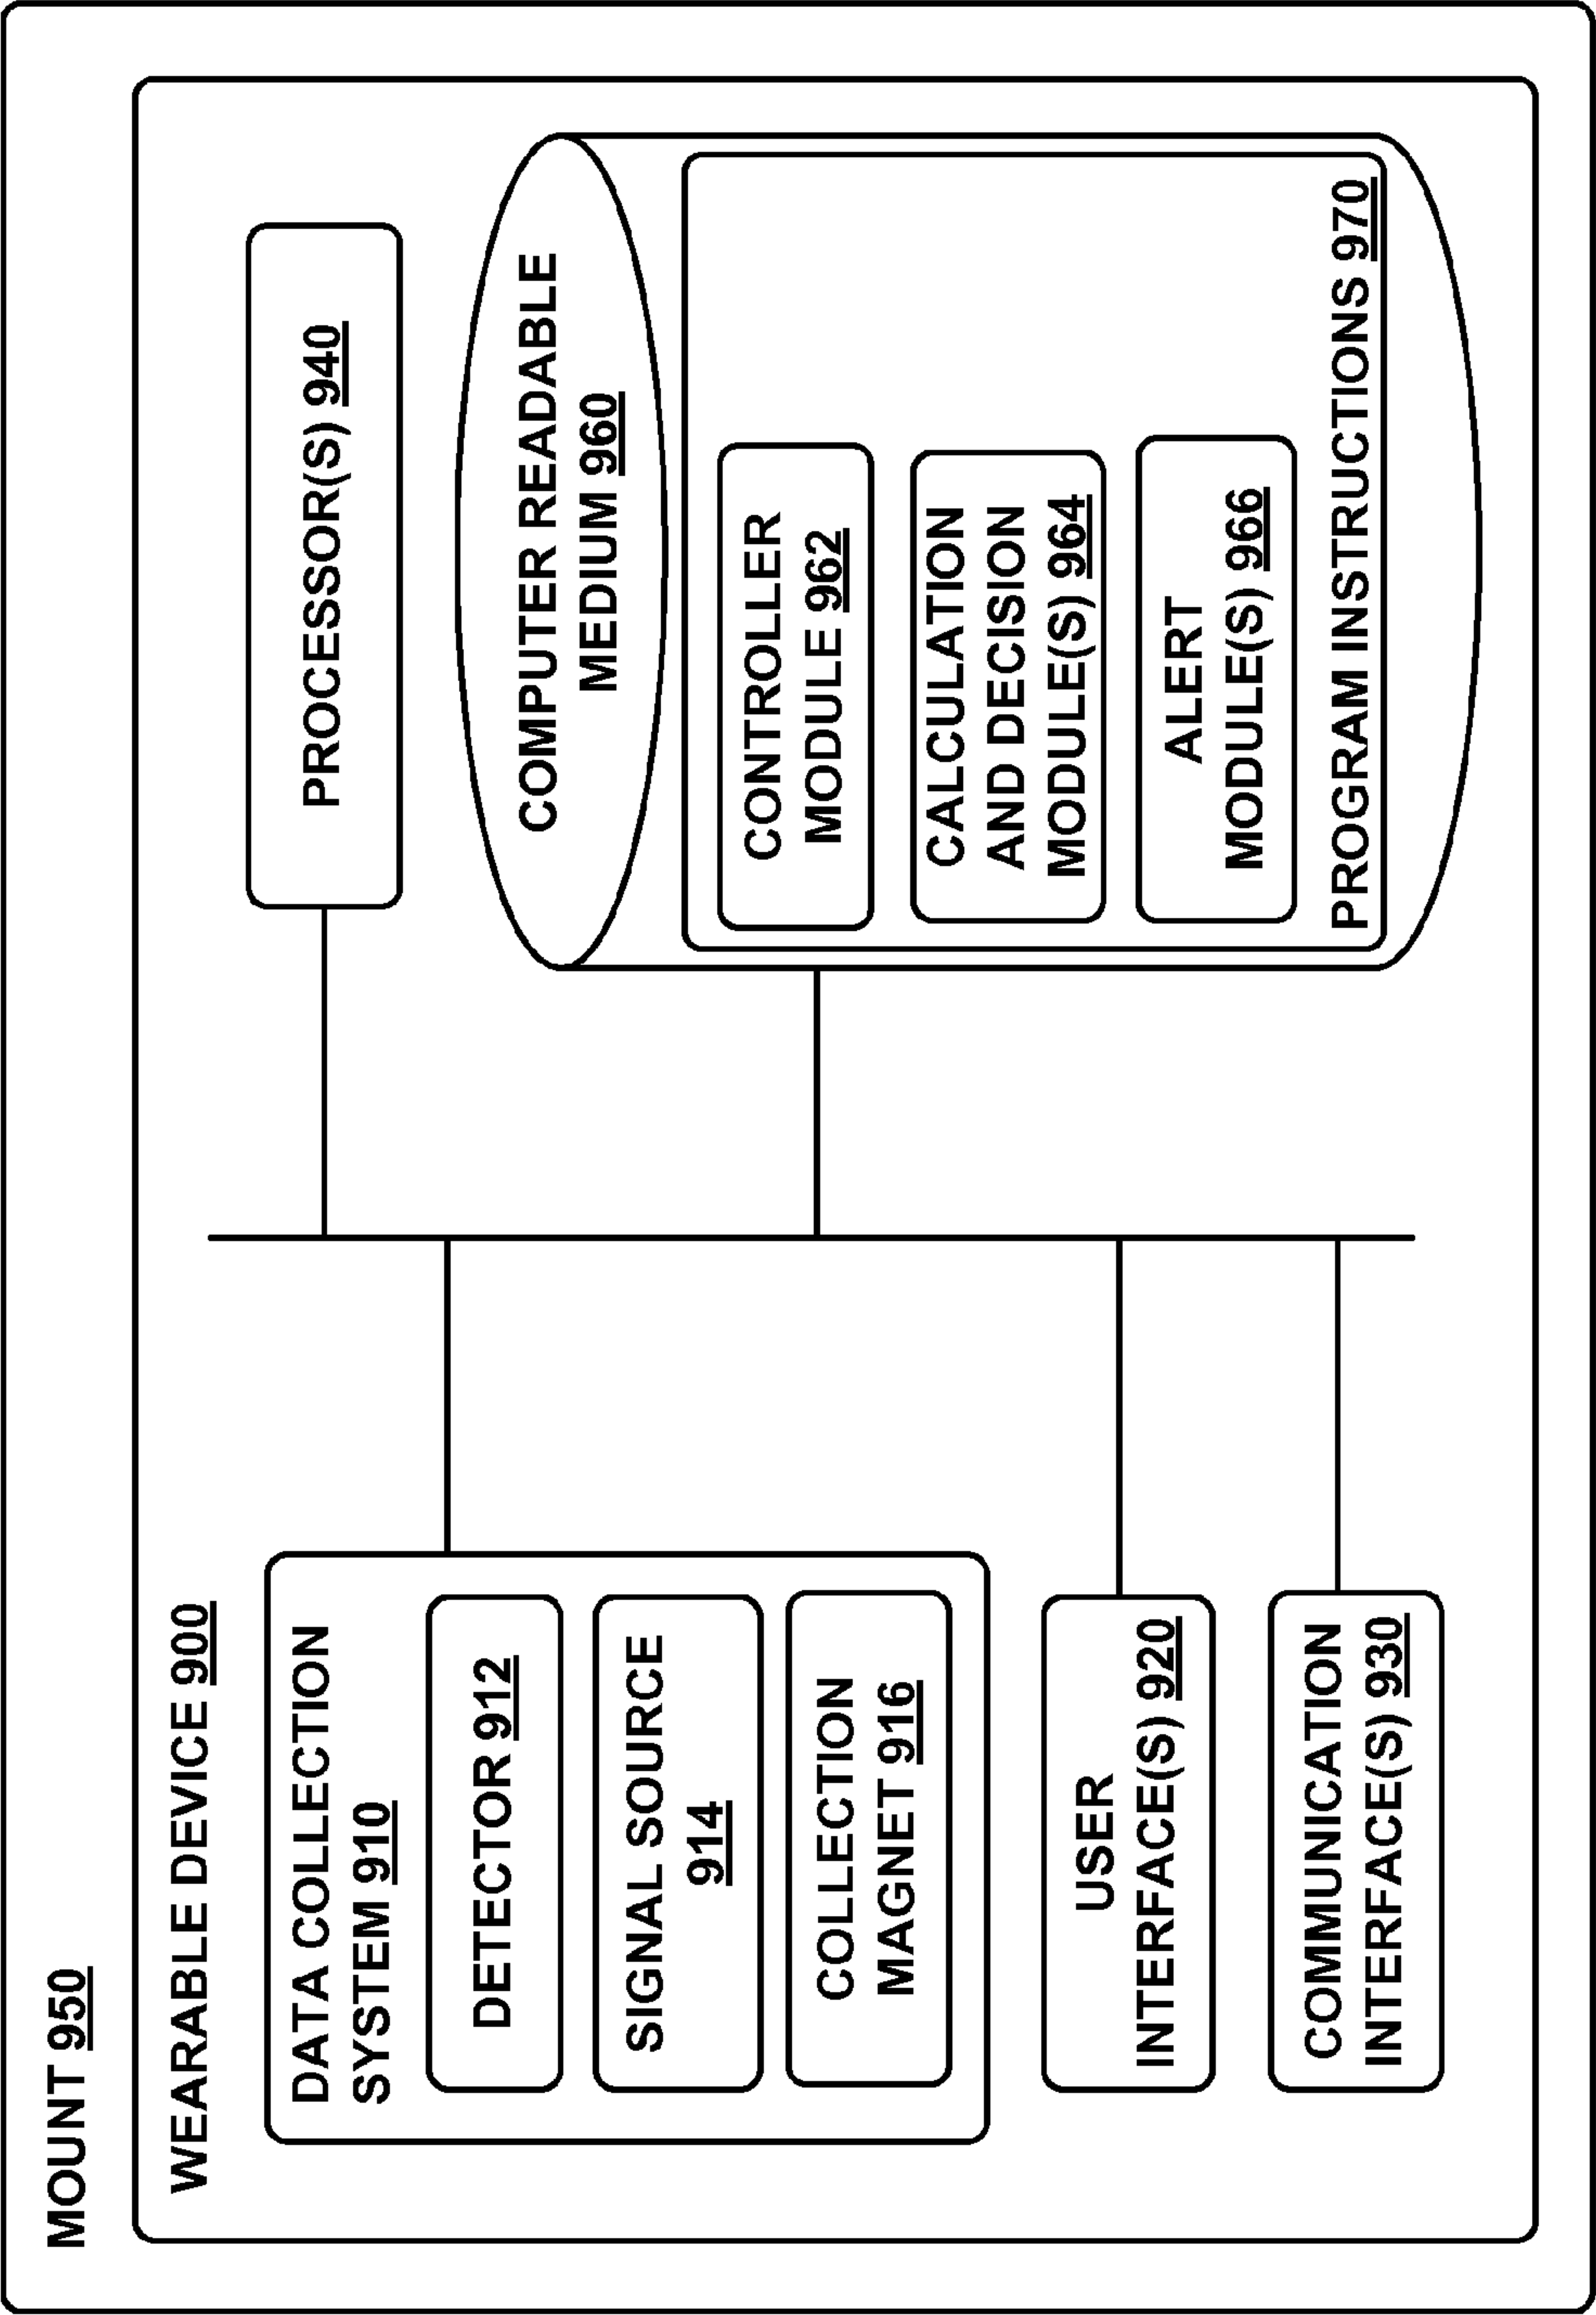 MOUNT 950
WEARABLE DEVICE 900
DATA COLLECTION
SYSTEM 910
DETECTOR 912
SIGNAL SOURCE
914
COLLECTION
MAGNET 916
USER
INTERFACE(S) 920
COMMUNICATION
INTERFACE(S) 930
PROCESSOR(S) 940
COMPUTER READABLE
MEDIUM 960
CONTROLLER
MODULE 962
CALCULATION
AND DECISION
MODULE(S) 964
ALERT
MODULE(S) 966
PROGRAM INSTRUCTIONS 970